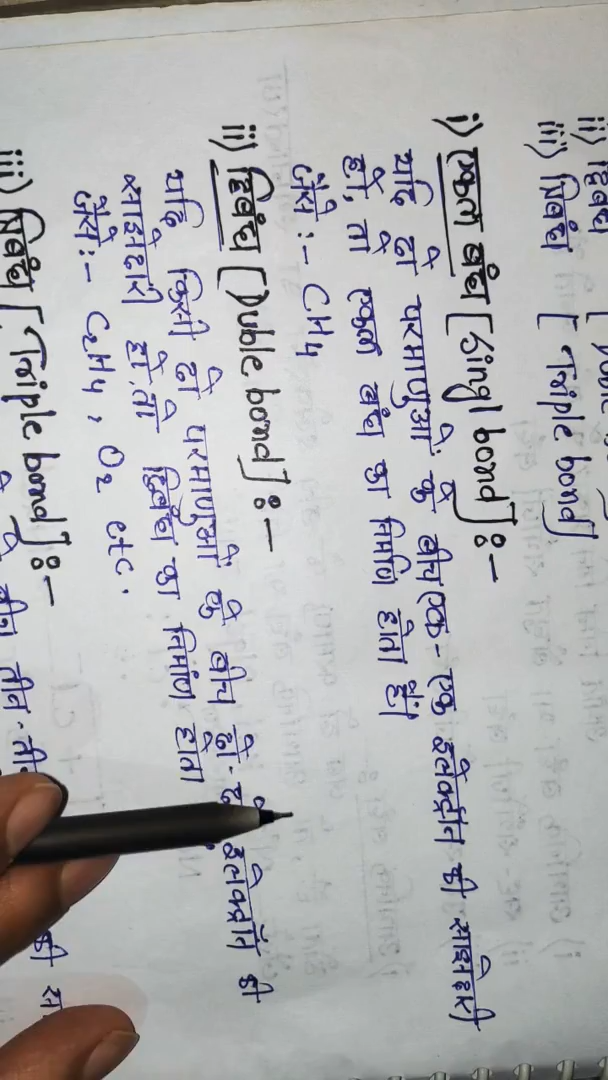 ii) द्विबंध
iii) त्रिबंध [Triple bond]
i) एकल बंध [Singl bond]:-
यदि दो परमाणुओं के बीच एक-एक इलेक्ट्रॉन की साझेदारी
हो, तो एकल बंध का निर्माण होता है।
जैसे:- CH4
ii) द्विबंध [Duble bond]:-
यदि किसी दो परमाणुओं के बीच दो- इलेक्ट्रॉन की
साझेदारी हो तो द्विबंध का निर्माण होता
जैसे:- C2H4, O2 etc.
iii) त्रिबंध [Triple bond]:-
बीच तीन-